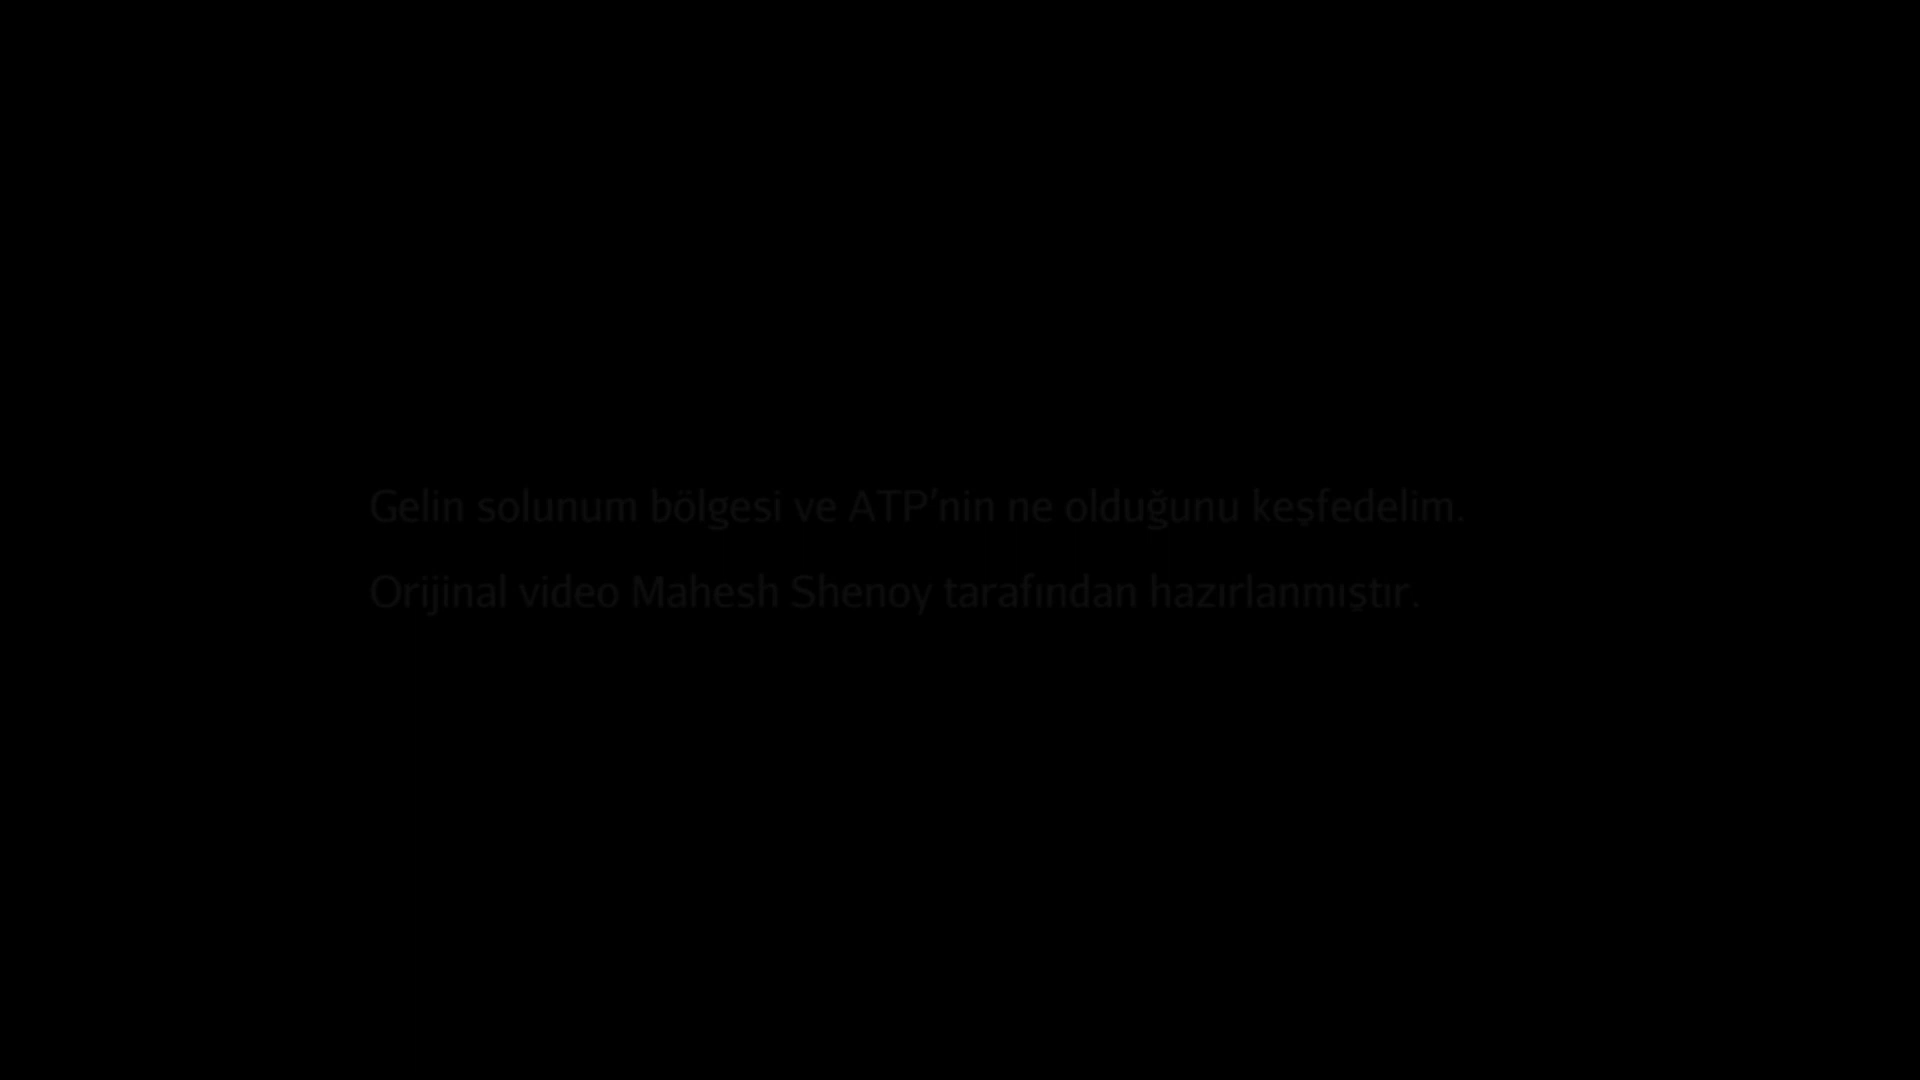 Gelin solunum bölgesi ve ATP’nin ne olduğunu keşfedelim.
Orijinal video Mahesh Shenoy tarafından hazırlanmıştır.